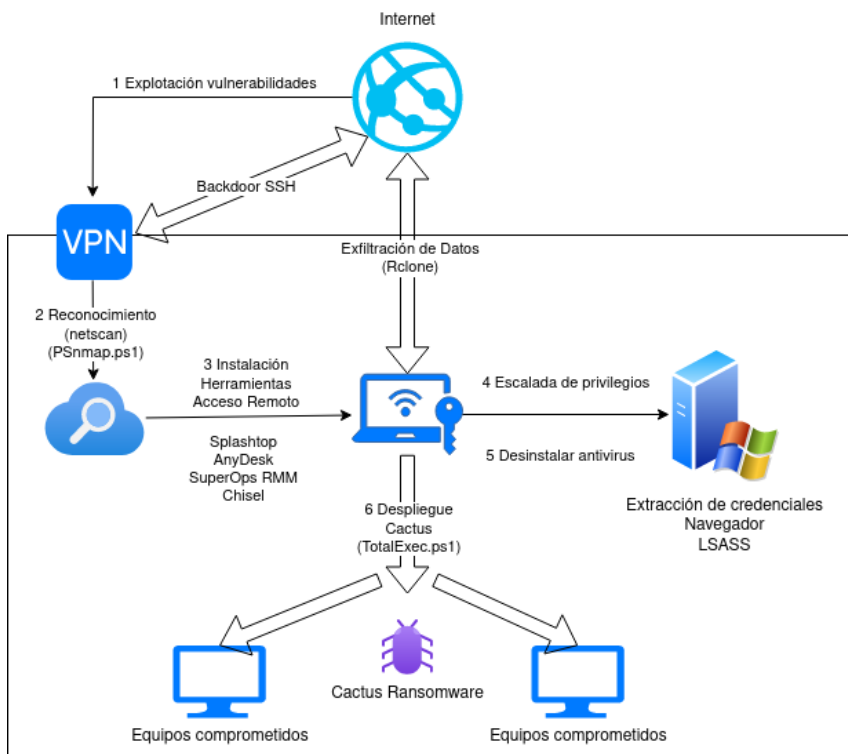 Internet
1 Explotación vulnerabilidades
Backdoor SSH
VPN
Exfiltración de Datos
(Rclone)
2 Reconocimiento
(netscan)
(PSnmap.ps1)
3 Instalación
Herramientas
Acceso Remoto
Splashtop
AnyDesk
SuperOps RMM
Chisel
4 Escalada de privilegios
5 Desinstalar antivirus
Extracción de credenciales
Navegador
LSASS
6 Despliegue
Cactus
(TotalExec.ps1)
Cactus Ransomware
Equipos comprometidos
Equipos comprometidos